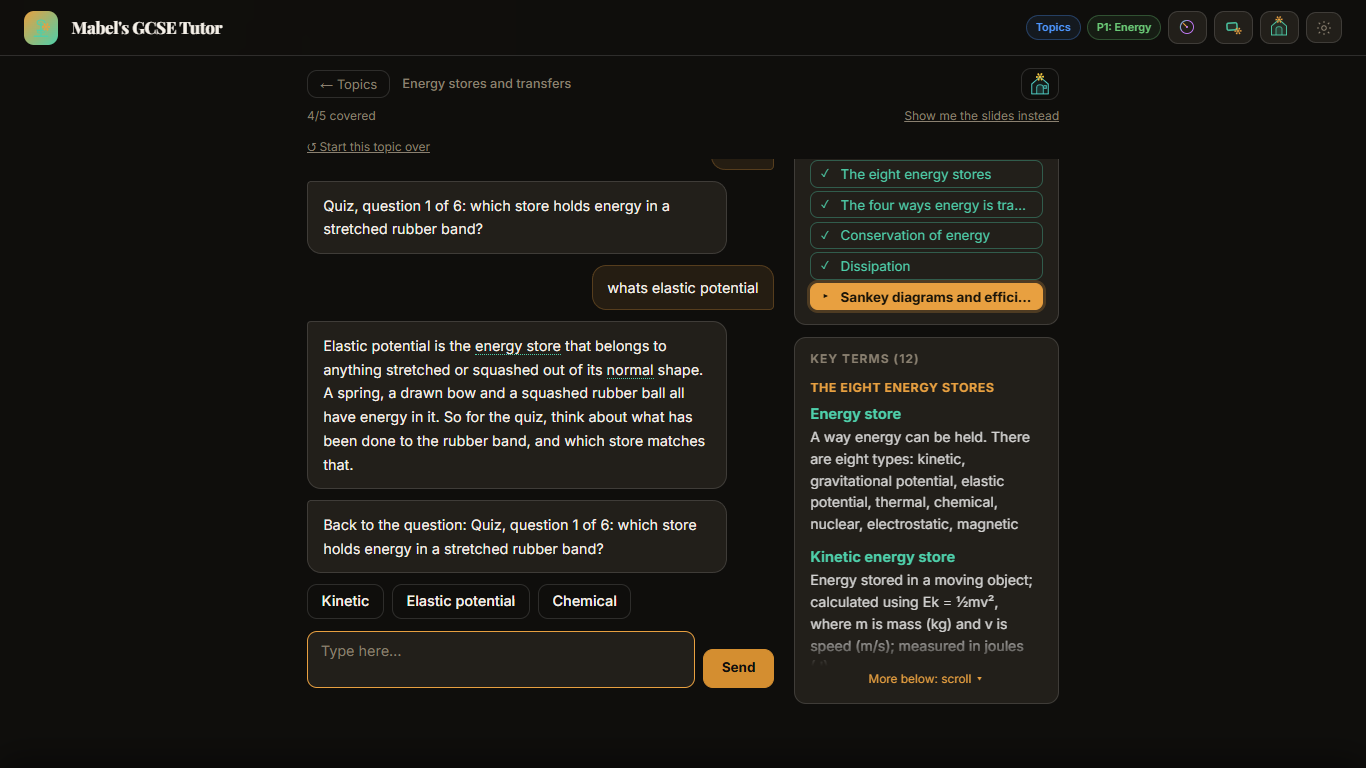 Mabel's GCSE Tutor
Topics
P1: Energy
← Topics
Energy stores and transfers
4/5 covered
Show me the slides instead
↺ Start this topic over
Quiz, question 1 of 6: which store holds energy in a
stretched rubber band?
whats elastic potential
Elastic potential is the energy store that belongs to
anything stretched or squashed out of its normal shape.
A spring, a drawn bow and a squashed rubber ball all
have energy in it. So for the quiz, think about what has
been done to the rubber band, and which store matches
that.
Back to the question: Quiz, question 1 of 6: which store
holds energy in a stretched rubber band?
Kinetic
Elastic potential
Chemical
Type here...
Send
✓ The eight energy stores
✓ The four ways energy is tra...
✓ Conservation of energy
✓ Dissipation
▸ Sankey diagrams and effici...
KEY TERMS (12)
THE EIGHT ENERGY STORES
Energy store
A way energy can be held. There
are eight types: kinetic,
gravitational potential, elastic
potential, thermal, chemical,
nuclear, electrostatic, magnetic
Kinetic energy store
Energy stored in a moving object;
calculated using Ek = ½mv²,
where m is mass (kg) and v is
speed (m/s); measured in joules
More below: scroll ▾